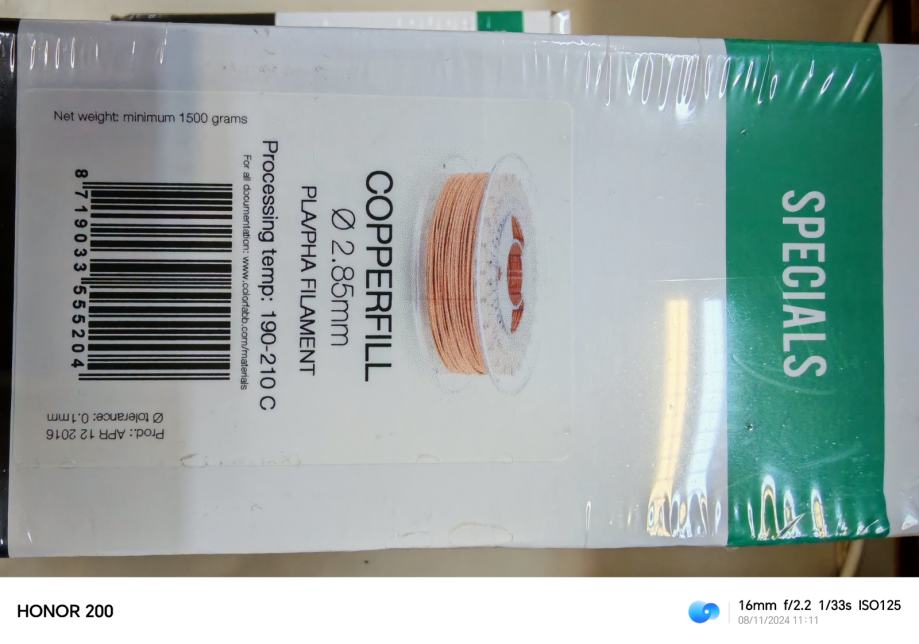 SPECIALS
COPPERFILL
Ø 2.85mm
PLA/PHA FILAMENT
Processing temp: 190-210 C
For all documentation: www.colorfabb.com/materials
8 719033 555204
Net weight: minimum 1500 grams
Prod.: APR 12 2016
Ø tolerance: 0.1mm
HONOR 200
16mm f/2.2 1/33s ISO125
08/11/2024 11:11